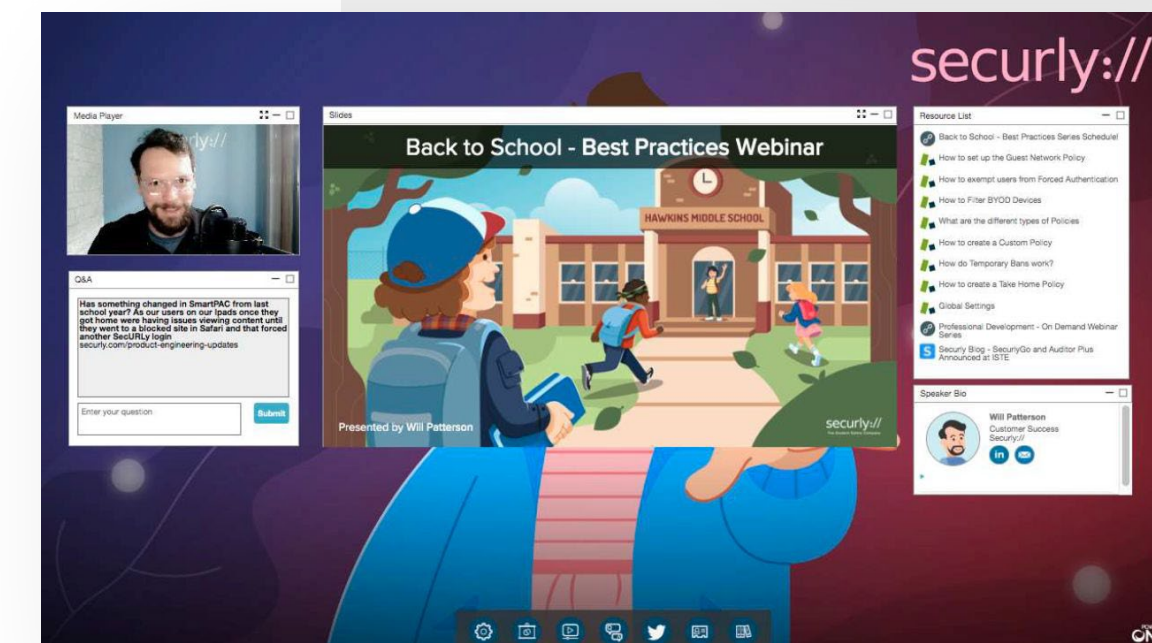 securly://
Media Player
rly://
Q&A
Has something changed in SmartPAC from last
school year? As our users on our Ipads once they
got home were having issues viewing content until
they went to a blocked site in Safari and that forced
another SecURLy login
securly.com/product-engineering-updates
Enter your question
Submit
Slides
Back to School - Best Practices Webinar
HAWKINS MIDDLE SCHOOL
Presented by Will Patterson
securly://
Resource List
Back to School - Best Practices Series Schedule!
How to set up the Guest Network Policy
How to exempt users from Forced Authentication
How to Filter BYOD Devices
What are the different types of Policies
How to create a Custom Policy
How do Temporary Bans work?
How to create a Take Home Policy
Global Settings
Professional Development - On Demand Webinar
Series
S
Securly Blog - SecurlyGo and Auditor Plus
Announced at ISTE
Speaker Bio
Will Patterson
Customer Success
Securly://
in